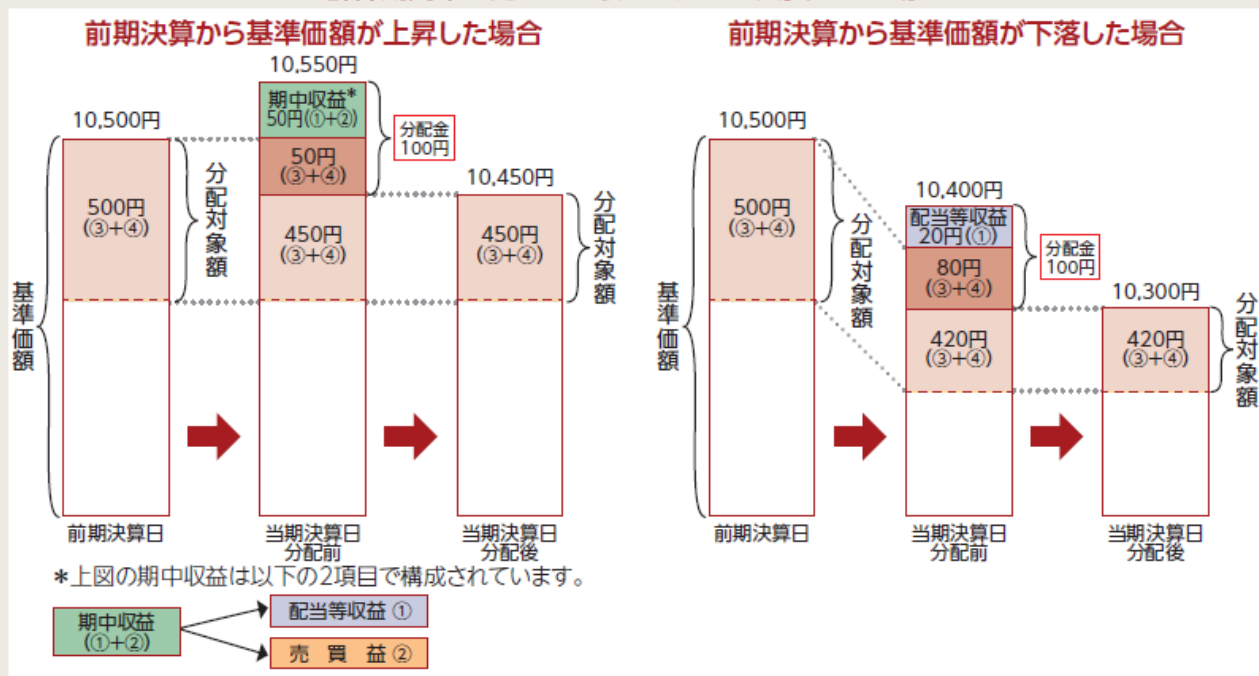 前期決算から基準価額が上昇した場合
10,500円
500円
(③+④)
分配対象額
基準価額
10,550円
期中収益*
50円(①+②)
50円
(③+④)
450円
(③+④)
分配金
100円
10,450円
450円
(③+④)
分配対象額
前期決算日
当期決算日
分配前
当期決算日
分配後
*上図の期中収益は以下の2項目で構成されています。
期中収益
(①+②)
配当等収益 ①
売 買 益 ②
前期決算から基準価額が下落した場合
10,500円
500円
(③+④)
分配対象額
基準価額
10,400円
配当等収益
20円(①)
80円
(③+④)
420円
(③+④)
分配金
100円
10,300円
420円
(③+④)
分配対象額
前期決算日
当期決算日
分配前
当期決算日
分配後